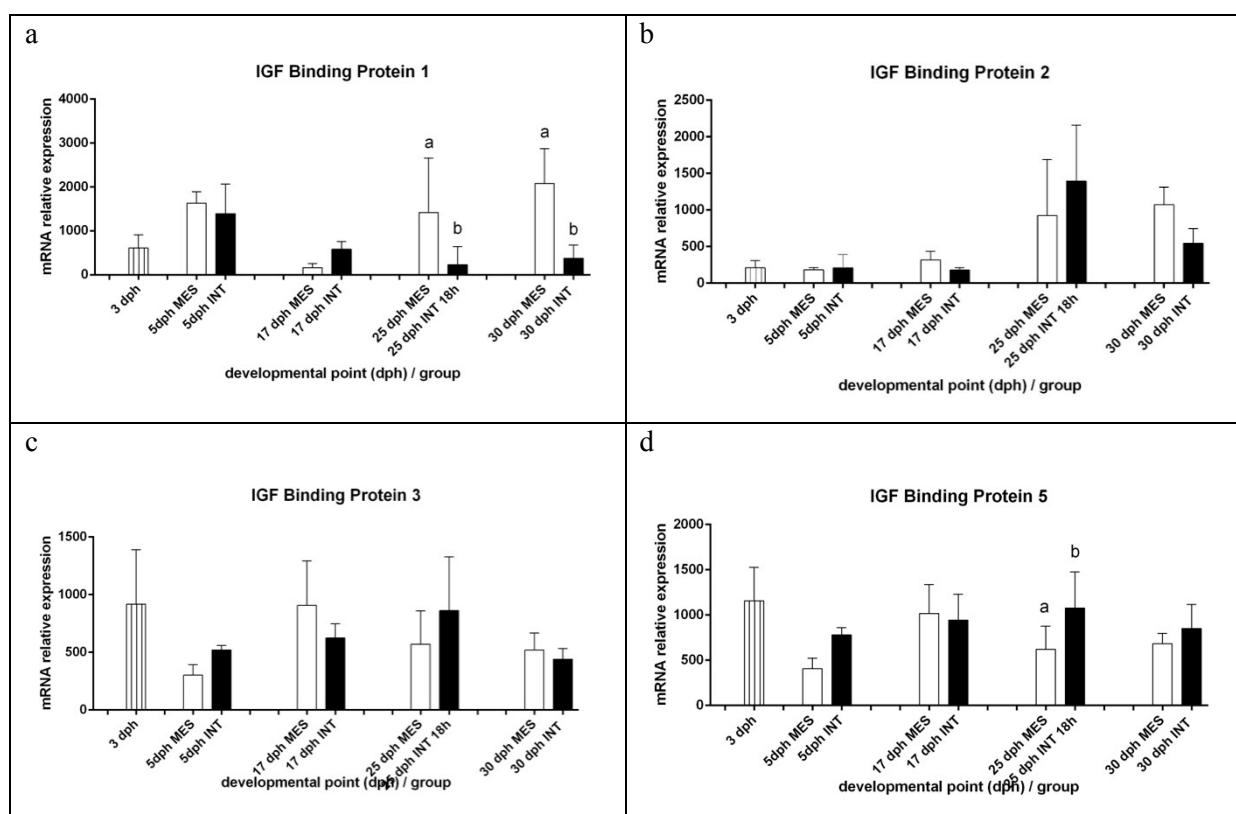 a
IGF Binding Protein 1
mRNA relative expression
4000
3000
2000
1000
0
a
b
a
b
3 dph
5dph MES
5dph INT
17 dph MES
17 dph INT
25 dph MES
25 dph INT 18h
30 dph MES
30 dph INT
developmental point (dph) / group
b
IGF Binding Protein 2
mRNA relative expression
2500
2000
1500
1000
500
0
3 dph
5dph MES
5dph INT
17 dph MES
17 dph INT
25 dph MES
25 dph INT 18h
30 dph MES
30 dph INT
developmental point (dph) / group
c
IGF Binding Protein 3
mRNA relative expression
1500
1000
500
0
3 dph
5dph MES
5dph INT
17 dph MES
17 dph INT
25 dph MES
25 dph INT 18h
30 dph MES
30 dph INT
developmental point (dph) / group
d
IGF Binding Protein 5
mRNA relative expression
2000
1500
1000
500
0
a
b
3 dph
5dph MES
5dph INT
17 dph MES
17 dph INT
25 dph MES
25 dph INT 18h
30 dph MES
30 dph INT
developmental point (dph) / group